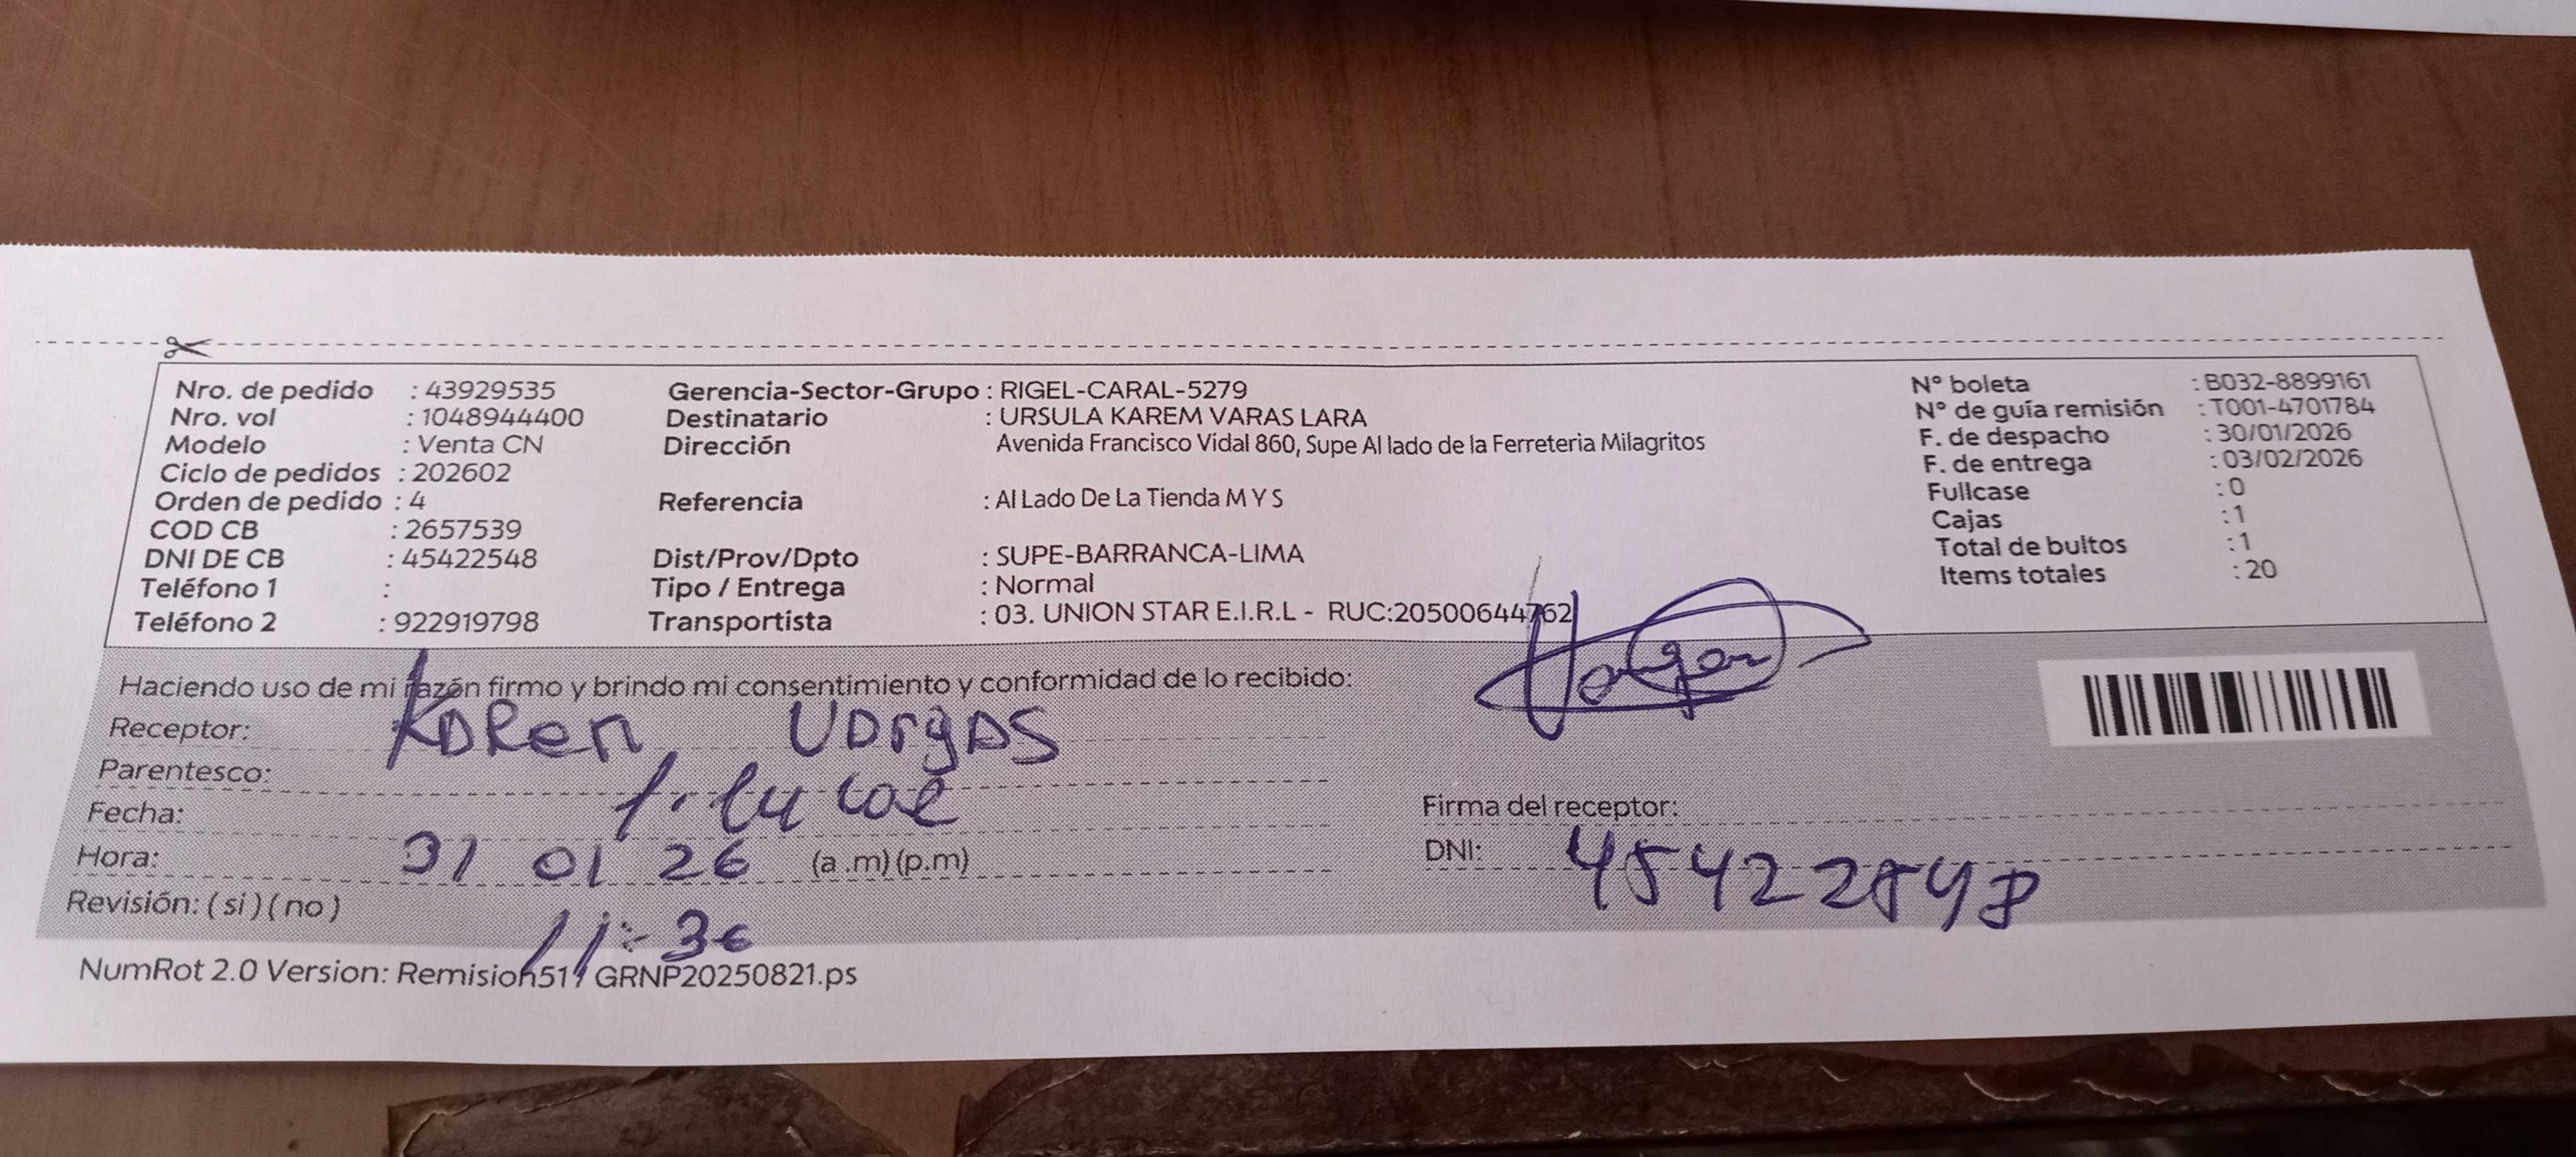 Nro. de pedido : 43929535 Gerencia-Sector-Grupo : RIGEL-CARAL-5279 N° boleta : B032-8899161
Nro. vol : 1048944400 Destinatario : URSULA KAREM VARAS LARA N° de guía remisión : T001-4701784
Modelo : Venta CN Dirección Avenida Francisco Vidal 860, Supe Al lado de la Ferreteria Milagritos F. de despacho : 30/01/2026
Ciclo de pedidos : 202602 F. de entrega : 03/02/2026
Orden de pedido : 4 Referencia : Al Lado De La Tienda M Y S Fullcase : 0
COD CB : 2657539 Cajas : 1
DNI DE CB : 45422548 Dist/Prov/Dpto : SUPE-BARRANCA-LIMA Total de bultos : 1
Teléfono 1 : Tipo / Entrega : Normal Items totales : 20
Teléfono 2 : 922919798 Transportista : 03. UNION STAR E.I.R.L - RUC:20500644762
Haciendo uso de mi razón firmo y brindo mi consentimiento y conformidad de lo recibido:
Receptor: Karen Vargas
Parentesco:
Fecha: Firma del receptor:
Hora: 31 01 26 (a .m) (p.m) DNI: 45422548
Revisión: ( si ) ( no )
NumRot 2.0 Version: Remision511 GRNP20250821.ps